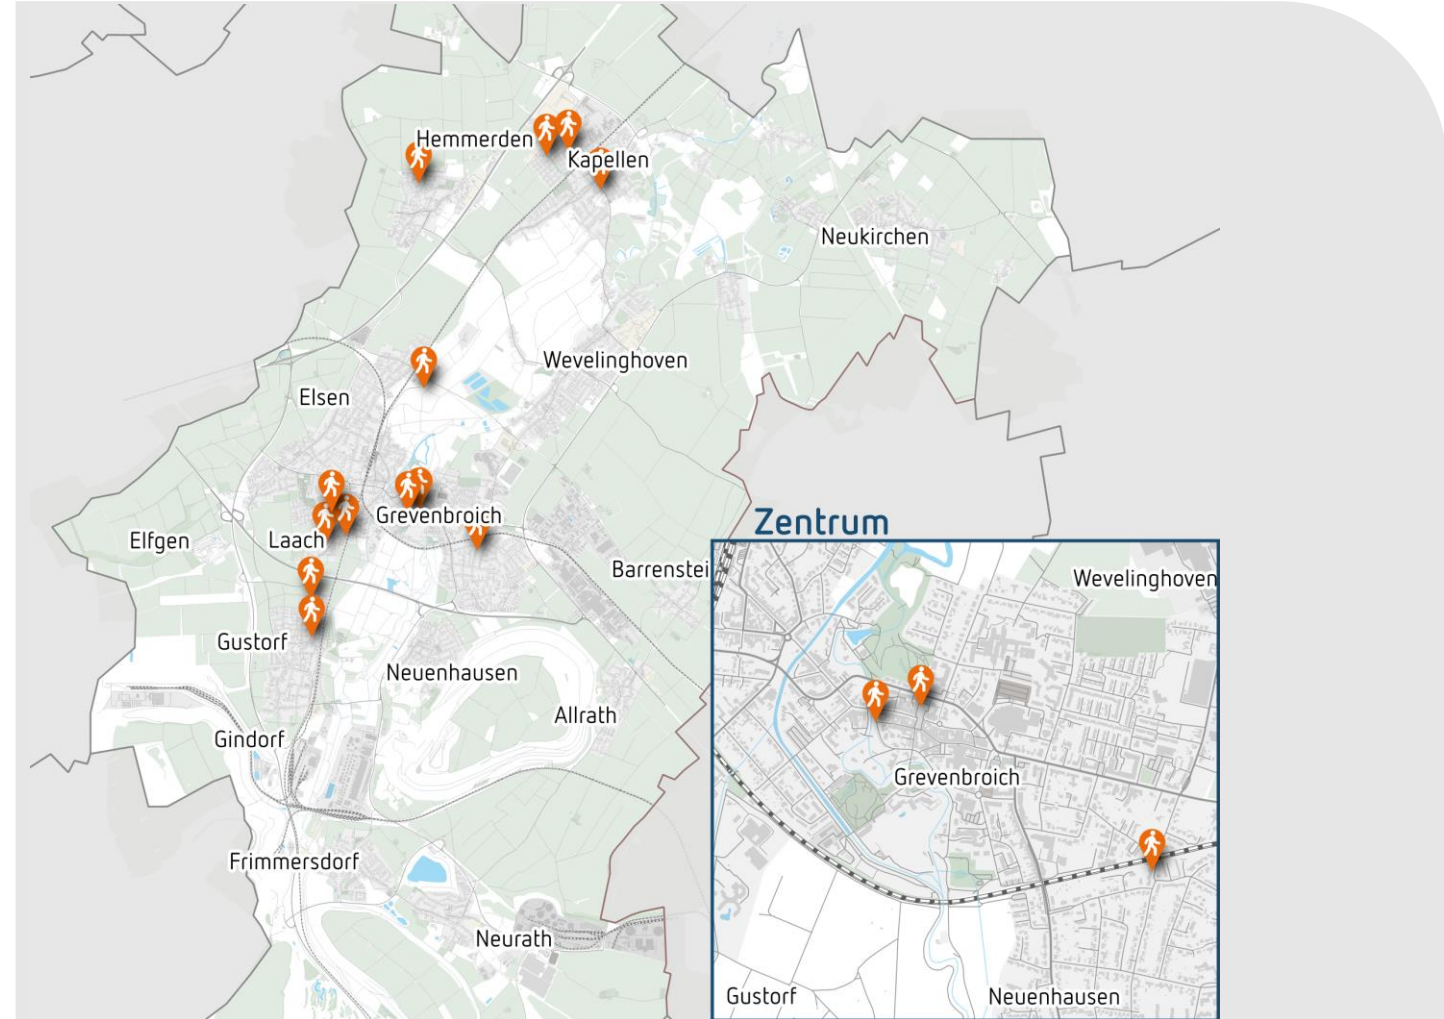 Hemmerden
Kapellen
Neukirchen
Wevelinghoven
Elsen
Grevenbroich
Elfgen
Laach
Barrenstei
Gustorf
Neuenhausen
Allrath
Gindorf
Frimmersdorf
Neurath
Zentrum
Wevelinghoven
Grevenbroich
Gustorf
Neuenhausen